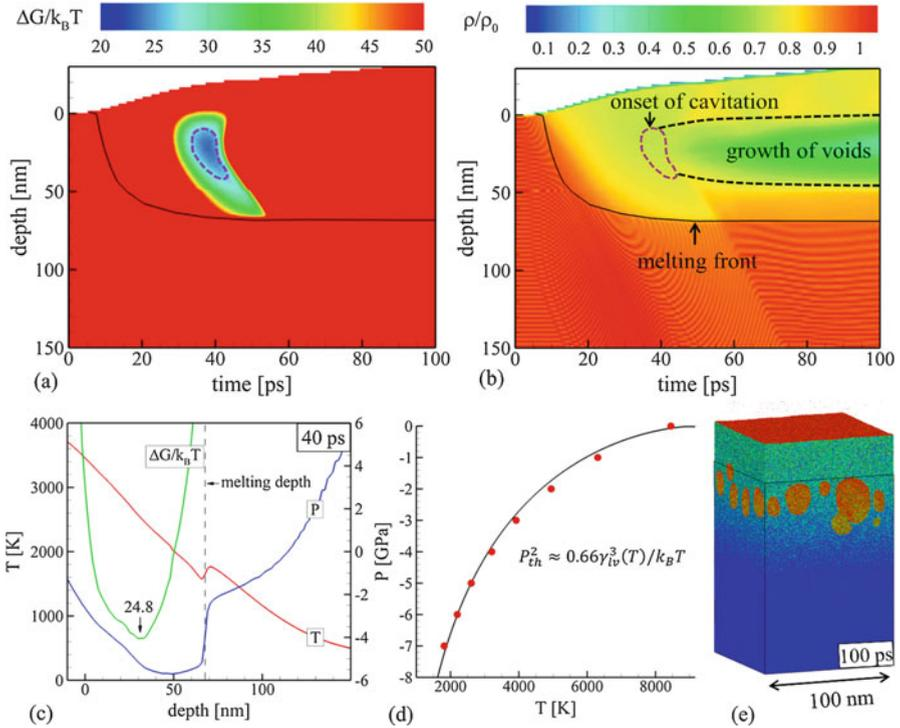 ΔG/k_BT
20 25 30 35 40 45 50
0
50
100
150
depth [nm]
0 20 40 60 80 100
time [ps]
(a)
ρ/ρ₀
0.1 0.2 0.3 0.4 0.5 0.6 0.7 0.8 0.9 1
onset of cavitation
growth of voids
melting front
0
50
100
150
depth [nm]
0 20 40 60 80 100
time [ps]
(b)
4000
3000
2000
1000
0
T [K]
ΔG/k_BT
40 ps
melting depth
P
24.8
T
6
4
2
0
-2
-4
-6
P [GPa]
0 50 100
depth [nm]
(c)
0
-1
-2
-3
-4
-5
-6
-7
-8
P²_th ≈ 0.66γ³_lv(T)/k_BT
2000 4000 6000 8000
T [K]
(d)
100 ps
100 nm
(e)